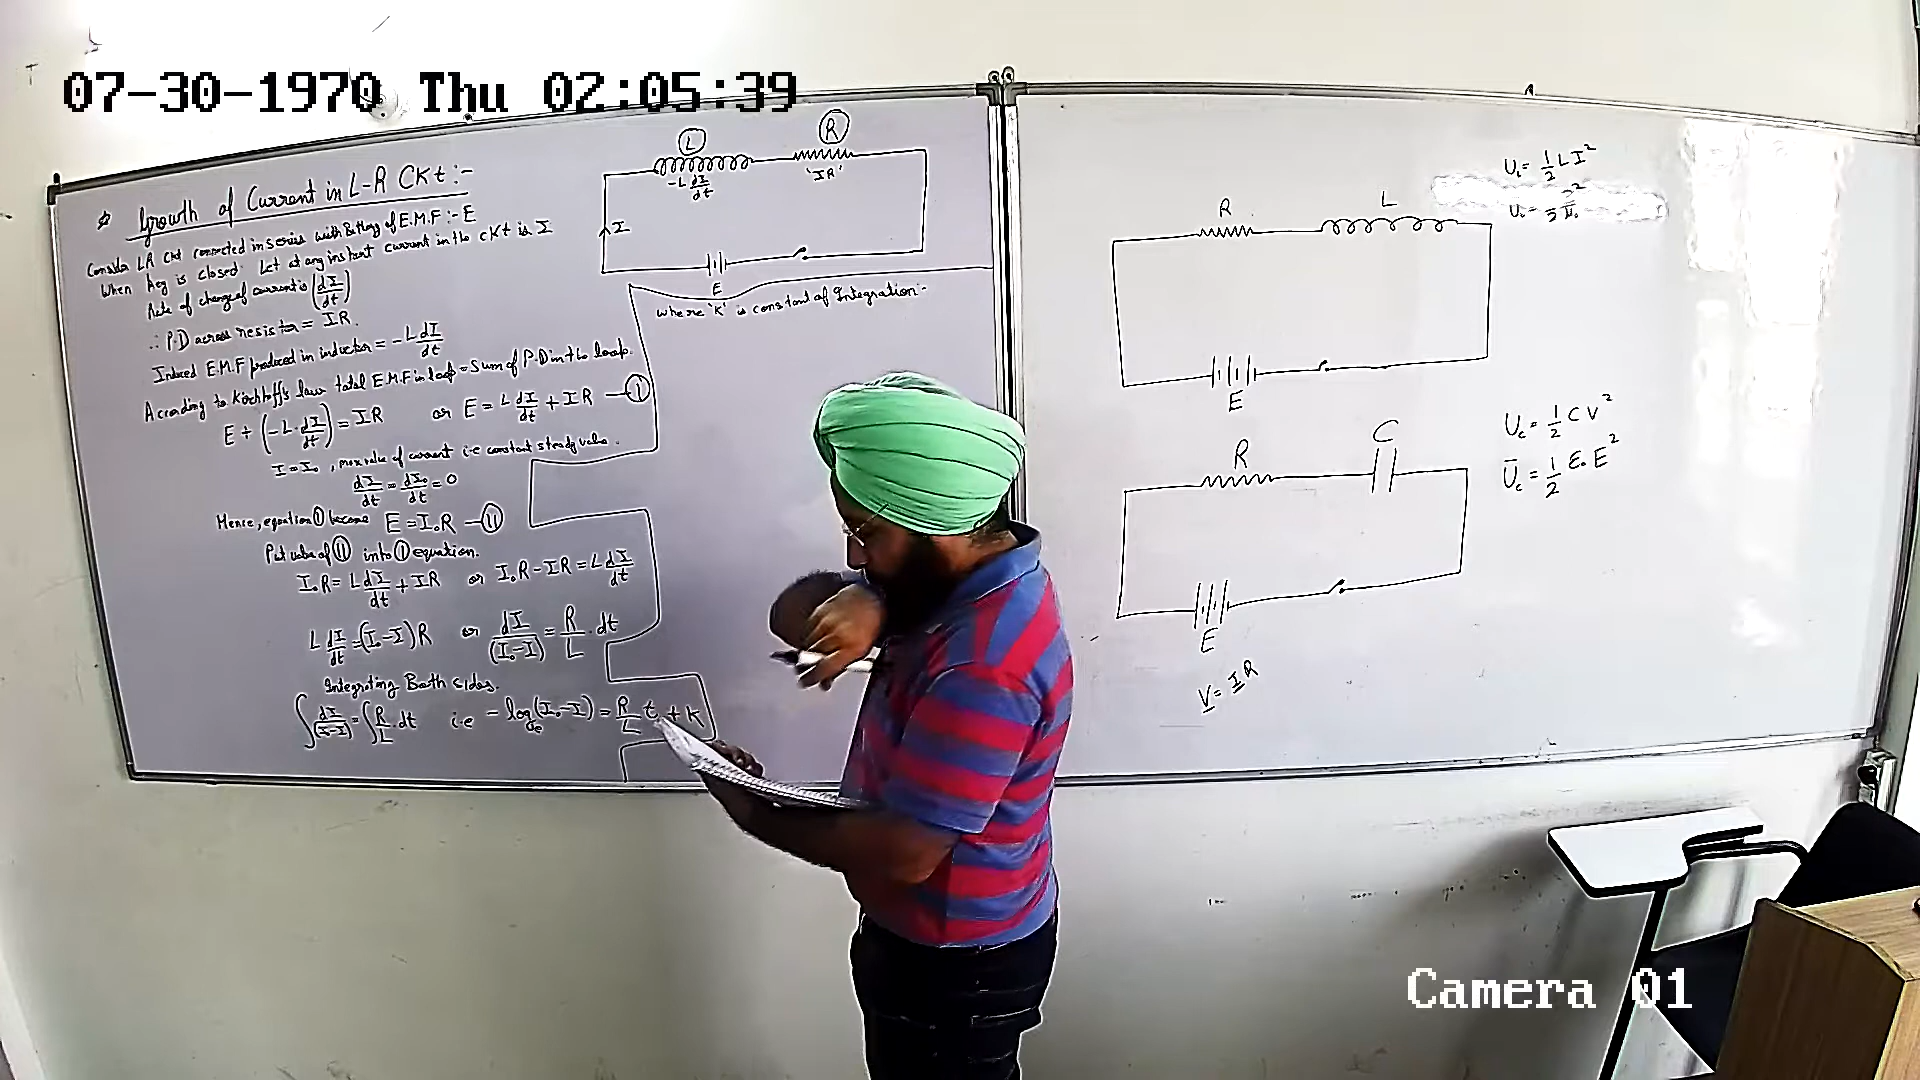 07-30-1970 Thu 02:05:39
* Growth of Current in L-R CKt :-
Consider LR Ckt connected in series with Battery of E.M.F :- E
When key is closed. Let at any instant current in the CKt is I
Rate of change of current is (dI/dt)
∴ P.D across resistor = IR.
Induced E.M.F produced in inductor = -L dI/dt
According to Kirchhoff's law total E.M.F in loop = Sum of P.D in the loop.
E + (-L.dI/dt) = IR or E = L dI/dt + IR — (I)
I = I₀, max value of current i.e constant steady value.
dI/dt = dI₀/dt = 0
Hence, equation (I) become E = I₀R — (II)
Put value of (II) into (I) equation.
I₀R = L dI/dt + IR or I₀R - IR = L dI/dt
L dI/dt = (I₀-I)R or dI/(I₀-I) = R/L . dt
Integrating Both sides.
∫ dI/(I₀-I) = ∫ R/L . dt i.e - logₑ(I₀-I) = R/L t + K
L
R
-L dI/dt
'IR'
I
E
where 'K' is constant of Integration :-
U_L = 1/2 L I²
R
L
E
U_c = 1/2 C V²
U_c = 1/2 ε₀ E²
R
C
E
V = IR
Camera 01